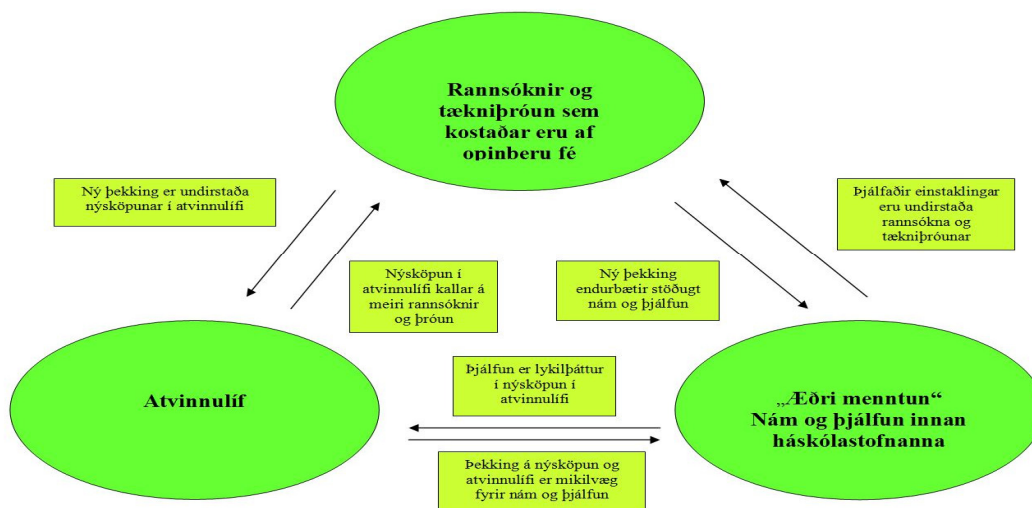 Rannsóknir og
tækniþróun sem
kostaðar eru af
opinberu fé
Ný þekking er undirstaða
nýsköpunar í atvinnulífi
Þjálfaðir einstaklingar
eru undirstaða
rannsókna og
tækniþróunar
Nýsköpun í
atvinnulífi kallar á
meiri rannsóknir
og þróun
Ný þekking
endurbætir stöðugt
nám og þjálfun
Atvinnulíf
Þjálfun er lykilþáttur
í nýsköpun í
atvinnulífi
„Æðri menntun“
Nám og þjálfun innan
háskólastofnanna
Þekking á nýsköpun og
atvinnulífi er mikilvæg
fyrir nám og þjálfun